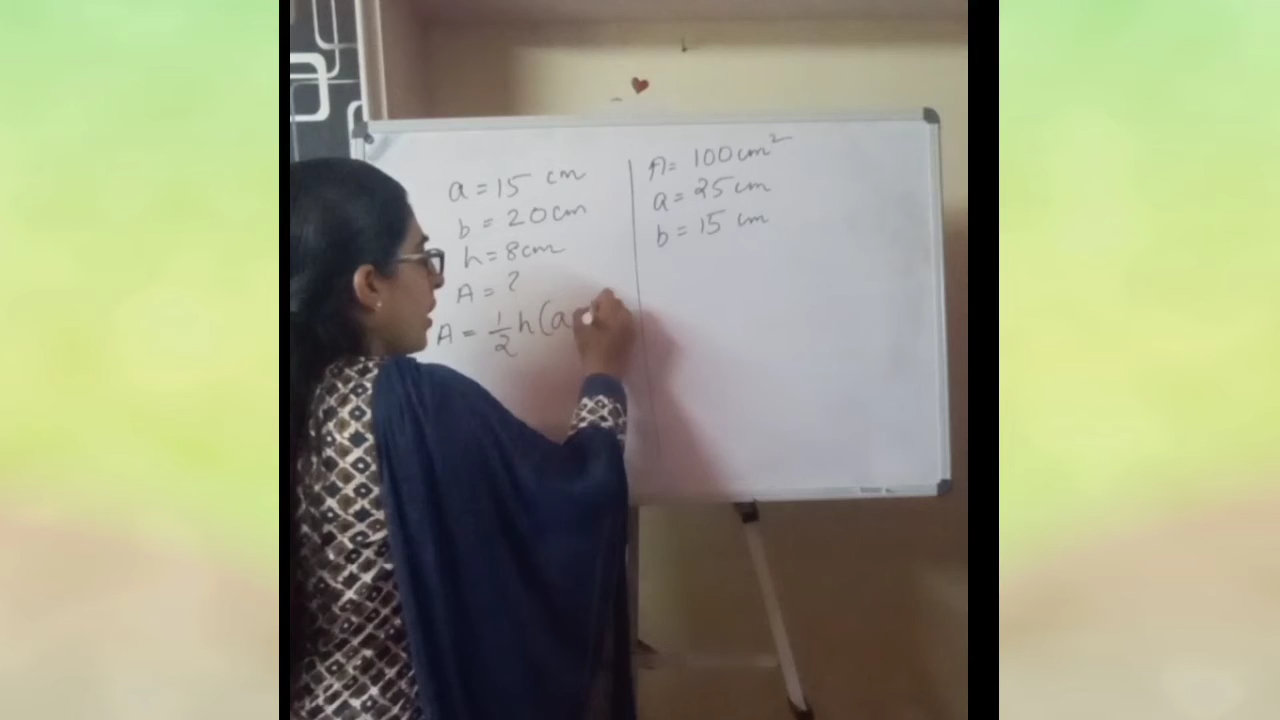 a = 15 cm
b = 20 cm
h = 8 cm
A = ?
A = 1/2 h (a
A = 100 cm²
a = 25 cm
b = 15 cm